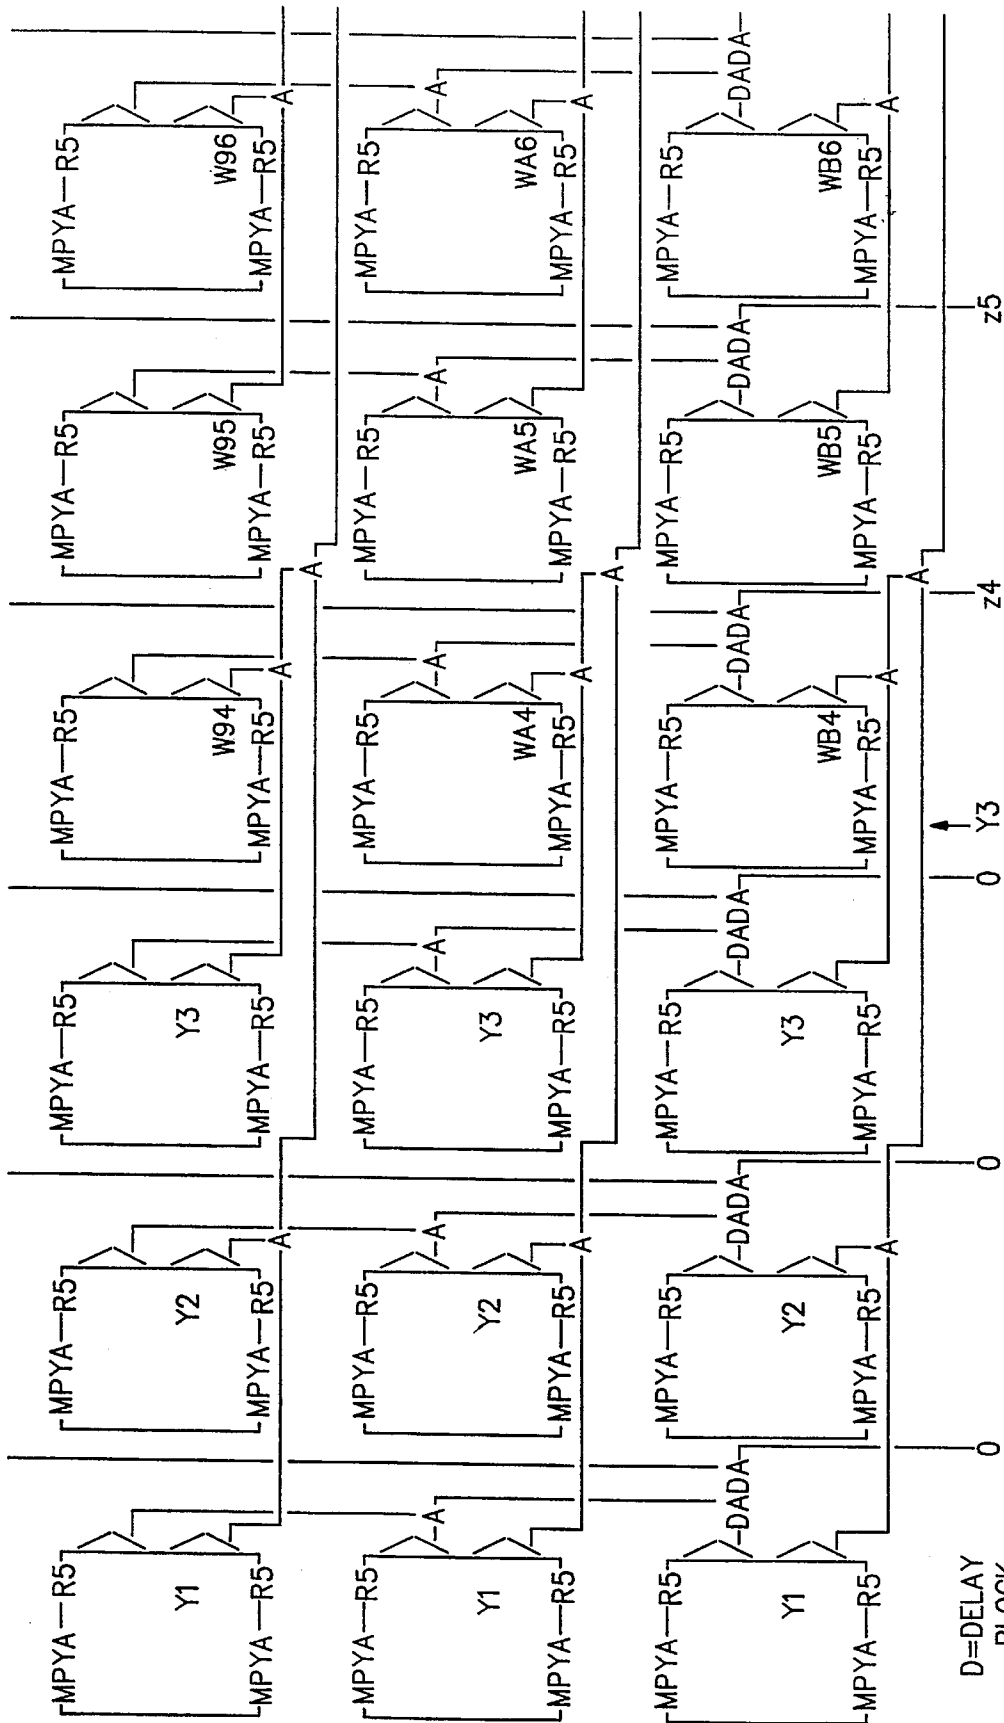 MPYA—R5 MPYA—R5 MPYA—R5 MPYA—R5 MPYA—R5 MPYA—R5
Y1 Y2 Y3 W94 W95 W96
MPYA—R5 MPYA—R5 MPYA—R5 MPYA—R5 MPYA—R5 MPYA—R5
A A A
A
MPYA—R5 MPYA—R5 MPYA—R5 MPYA—R5 MPYA—R5 MPYA—R5
A A A A A A
Y1 Y2 Y3 WA4 WA5 WA6
MPYA—R5 MPYA—R5 MPYA—R5 MPYA—R5 MPYA—R5 MPYA—R5
A A A
A
MPYA—R5 MPYA—R5 MPYA—R5 MPYA—R5 MPYA—R5 MPYA—R5
DADA DADA DADA DADA DADA DADA
Y1 Y2 Y3 WB4 WB5 WB6
MPYA—R5 MPYA—R5 MPYA—R5 MPYA—R5 MPYA—R5 MPYA—R5
A A A
A
D=DELAY
BLOCK
0 0 0 Y3 z4 z5